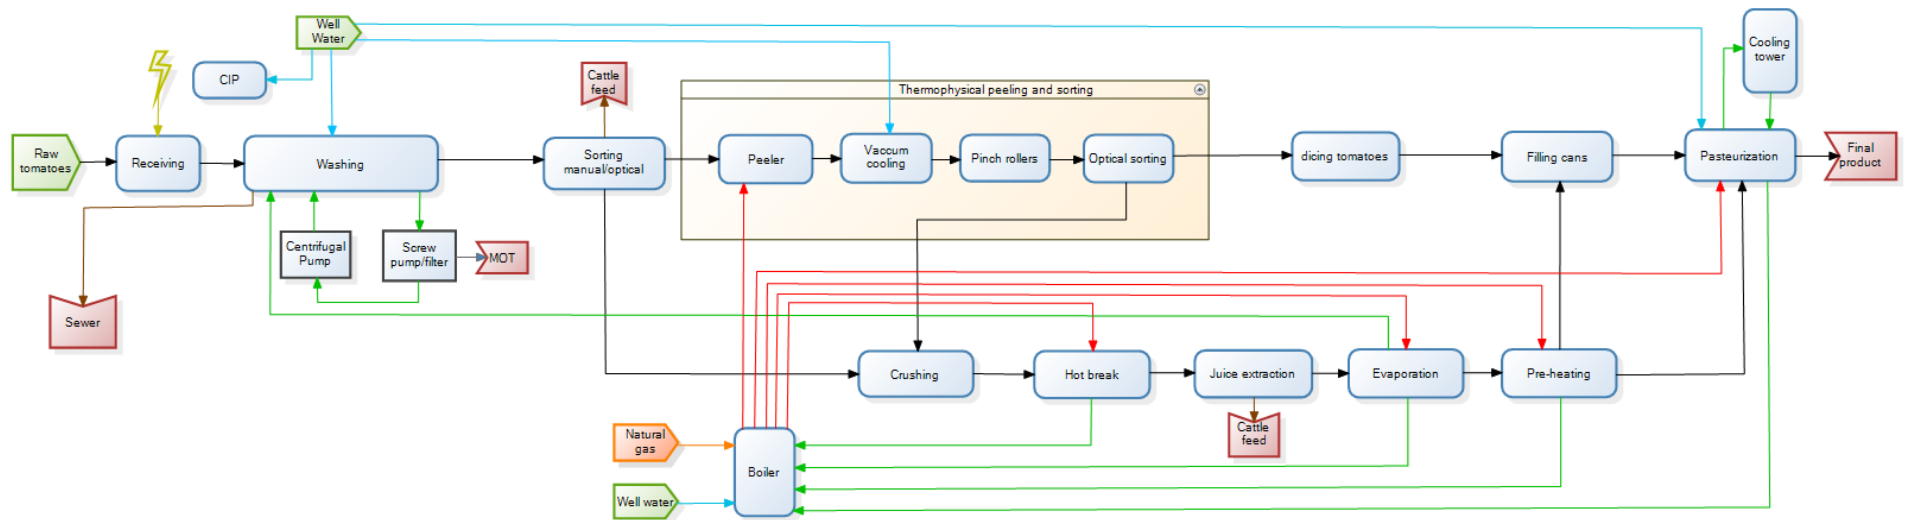 Well
Water
Cooling
tower
CIP
Cattle
feed
Thermophysical peeling and sorting
Raw
tomatoes
Receiving
Washing
Sorting
manual/optical
Peeler
Vaccum
cooling
Pinch rollers
Optical sorting
dicing tomatoes
Filling cans
Pasteurization
Final
product
Centrifugal
Pump
Screw
pump/filter
MOT
Sewer
Crushing
Hot break
Juice extraction
Evaporation
Pre-heating
Natural
gas
Cattle
feed
Boiler
Well water